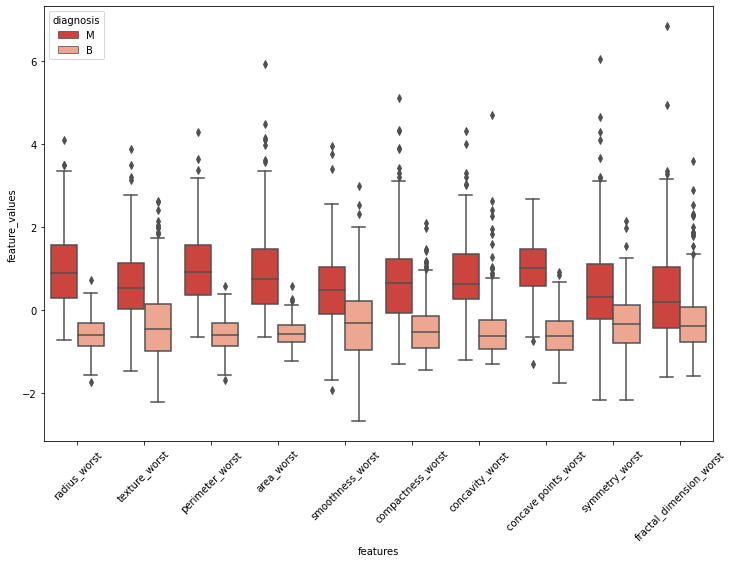 diagnosis
M
B
6
4
2
0
−2
feature_values
radius_worst
texture_worst
perimeter_worst
area_worst
smoothness_worst
compactness_worst
concavity_worst
concave points_worst
symmetry_worst
fractal_dimension_worst
features